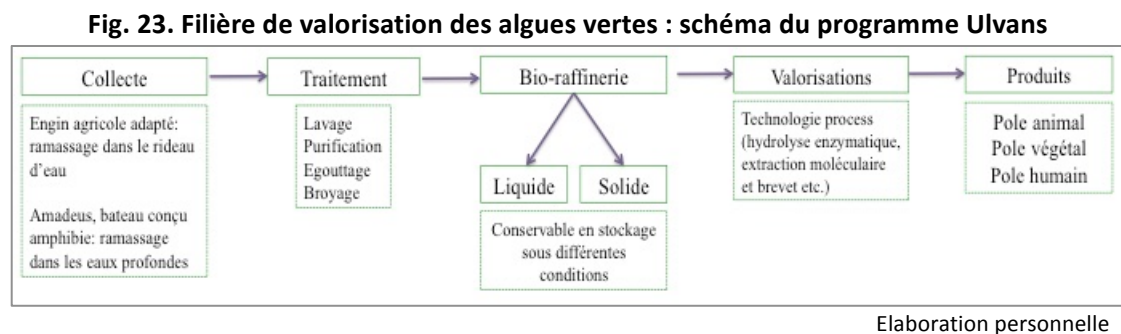 Fig. 23. Filière de valorisation des algues vertes : schéma du programme Ulvans
Collecte
Traitement
Bio-raffinerie
Valorisations
Produits
Engin agricole adapté:
ramassage dans le rideau
d'eau
Amadeus, bateau conçu
amphibie: ramassage
dans les eaux profondes
Lavage
Purification
Egouttage
Broyage
Liquide
Solide
Conservable en stockage
sous différentes
conditions
Technologie process
(hydrolyse enzymatique,
extraction moléculaire
et brevet etc.)
Pole animal
Pole végétal
Pole humain
Elaboration personnelle